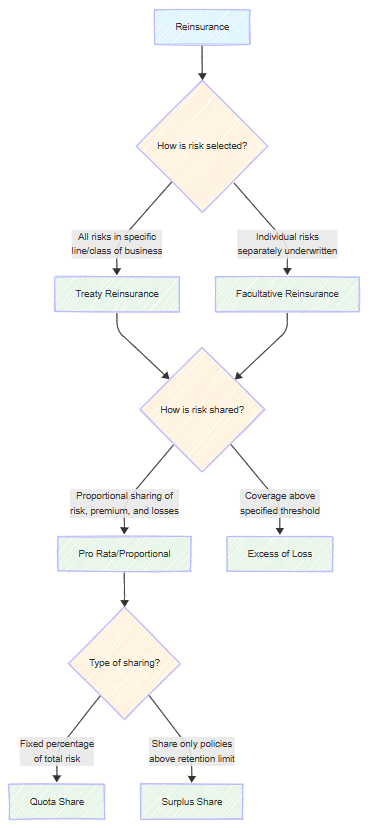 Reinsurance
How is risk selected?
All risks in specific
line/class of business
Individual risks
separately underwritten
Treaty Reinsurance
Facultative Reinsurance
How is risk shared?
Proportional sharing of
risk, premium, and losses
Coverage above
specified threshold
Pro Rata/Proportional
Excess of Loss
Type of sharing?
Fixed percentage
of total risk
Share only policies
above retention limit
Quota Share
Surplus Share